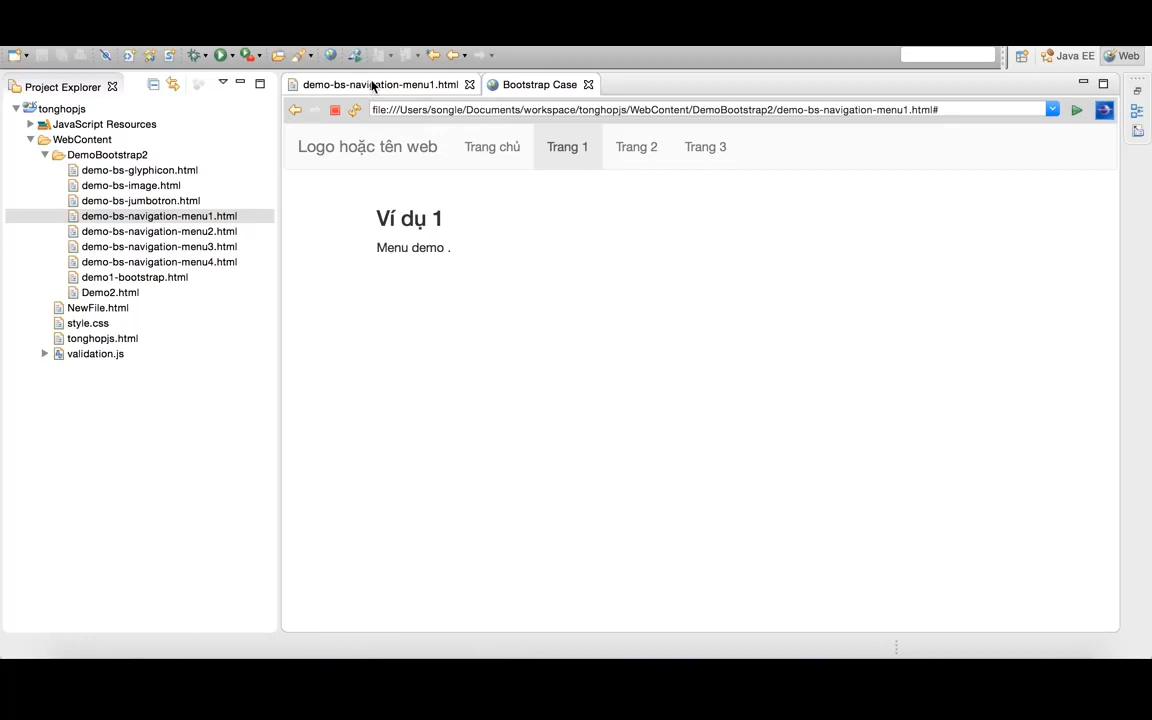 Java EE
Web
Project Explorer
demo-bs-navigation-menu1.html
Bootstrap Case
file:///Users/songle/Documents/workspace/tonghopjs/WebContent/DemoBootstrap2/demo-bs-navigation-menu1.html#
tonghopjs
JavaScript Resources
WebContent
DemoBootstrap2
demo-bs-glyphicon.html
demo-bs-image.html
demo-bs-jumbotron.html
demo-bs-navigation-menu1.html
demo-bs-navigation-menu2.html
demo-bs-navigation-menu3.html
demo-bs-navigation-menu4.html
demo1-bootstrap.html
Demo2.html
NewFile.html
style.css
tonghopjs.html
validation.js
Logo hoặc tên web
Trang chủ
Trang 1
Trang 2
Trang 3
Ví dụ 1
Menu demo .